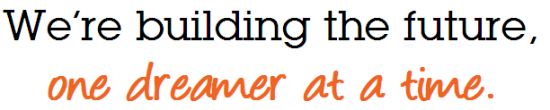 We're building the future,
one dreamer at a time.